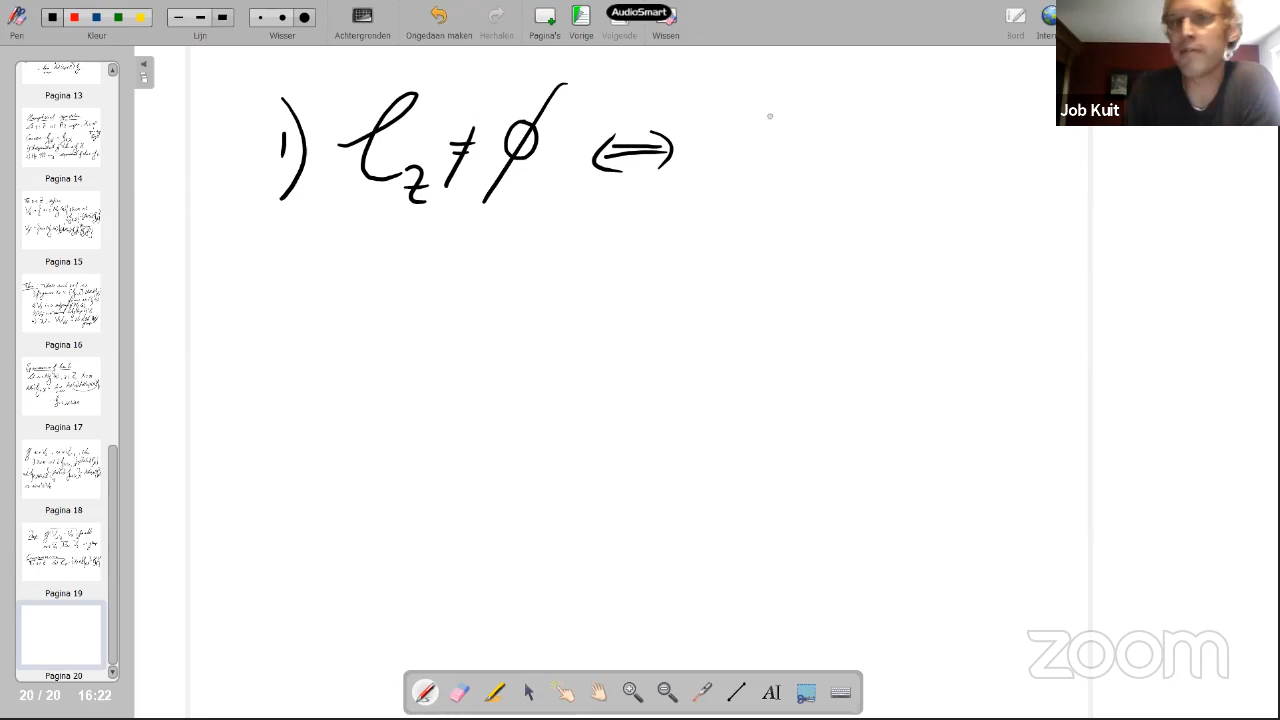 AudioSmart
Pen Kleur Lijn Wisser Achtergronden Ongedaan maken Herhalen Pagina's Vorige Volgende Wissen Bord
Job Kuit
Pagina 13
Pagina 14
Pagina 15
Pagina 16
Pagina 17
Pagina 18
Pagina 19
Pagina 20
20 / 20 16:22
1) ℓz ≠ ∅ ⇔
AI
zoom